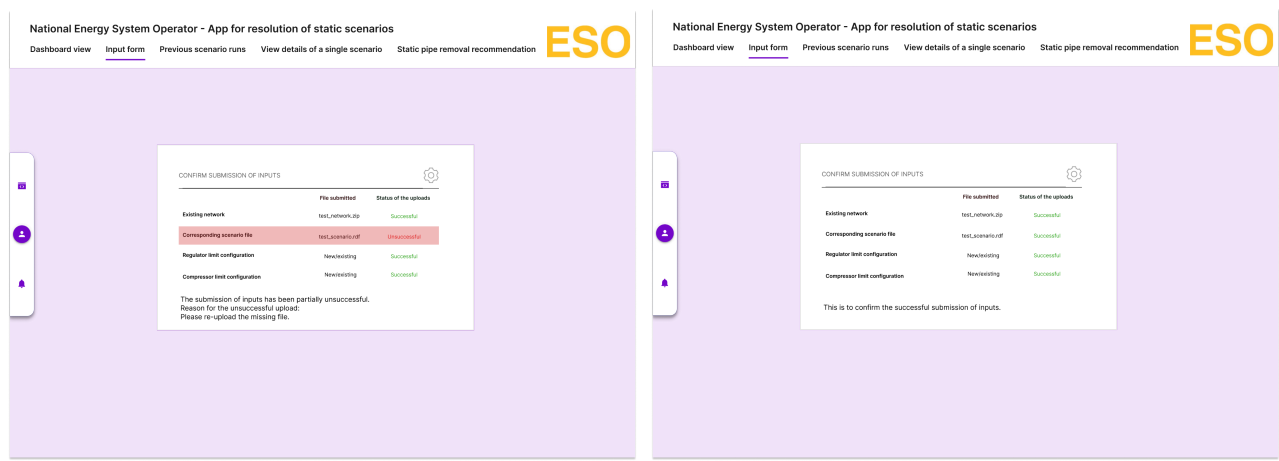 National Energy System Operator - App for resolution of static scenarios
ESO
Dashboard view Input form Previous scenario runs View details of a single scenario Static pipe removal recommendation
CONFIRM SUBMISSION OF INPUTS
File submitted Status of the uploads
Existing network test_network.zip Successful
Corresponding scenario file test_scenario.rdf Unsuccessful
Regulator limit configuration New/existing Successful
Compressor limit configuration New/existing Successful
The submission of inputs has been partially unsuccessful.
Reason for the unsuccessful upload:
Please re-upload the missing file.
National Energy System Operator - App for resolution of static scenarios
ESO
Dashboard view Input form Previous scenario runs View details of a single scenario Static pipe removal recommendation
CONFIRM SUBMISSION OF INPUTS
File submitted Status of the uploads
Existing network test_network.zip Successful
Corresponding scenario file test_scenario.rdf Successful
Regulator limit configuration New/existing Successful
Compressor limit configuration New/existing Successful
This is to confirm the successful submission of inputs.